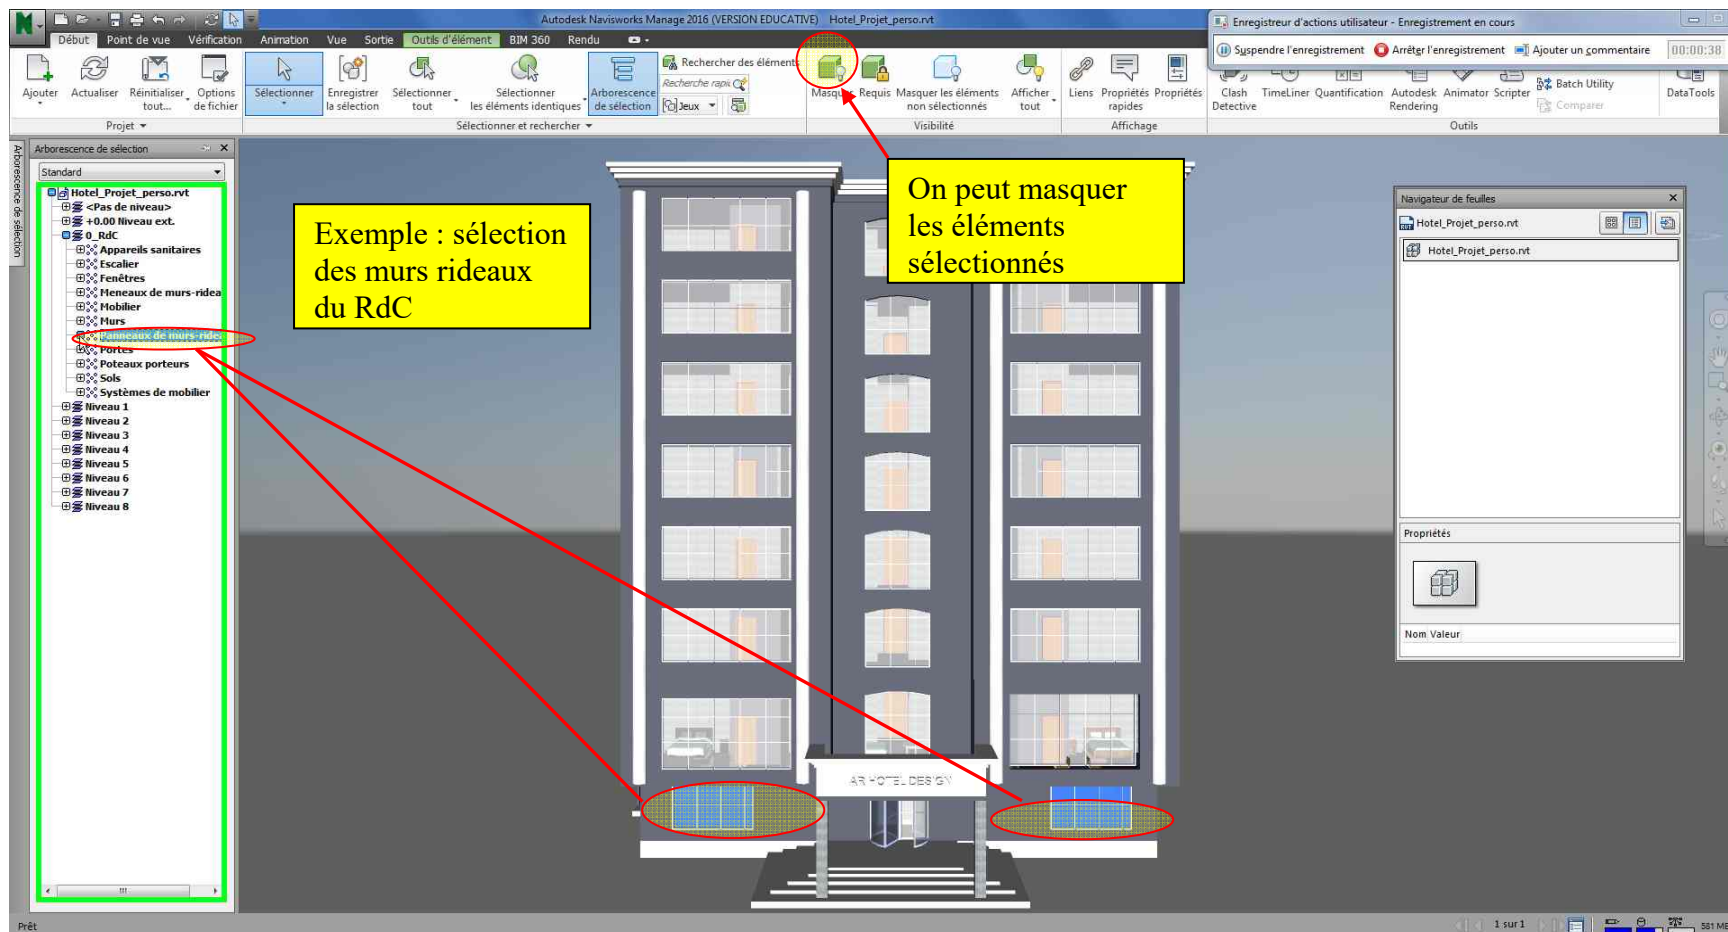 Autodesk Navisworks Manage 2016 (VERSION EDUCATIVE) Hotel_Projet_perso.rvt
Enregistreur d'actions utilisateur - Enregistrement en cours
Suspendre l'enregistrement Arrêter l'enregistrement Ajouter un commentaire 00:00:38
Début Point de vue Vérification Animation Vue Sortie Outils d'élément BIM 360 Rendu
Ajouter Actualiser Réinitialiser tout... Options de fichier
Projet
Sélectionner Enregistrer la sélection Sélectionner tout Sélectionner les éléments identiques Arborescence de sélection
Rechercher des éléments
Jeux
Sélectionner et rechercher
Masquer Requis Masquer les éléments non sélectionnés Afficher tout
Visibilité
Liens Propriétés rapides Propriétés
Affichage
Clash Detective TimeLiner Quantification Autodesk Rendering Animator Scripter
Batch Utility
Comparer
DataTools
Outils
Arborescence de sélection
Arborescence de sélection
Standard
Hotel_Projet_perso.rvt
<Pas de niveau>
+0.00 Niveau ext.
0_RdC
Appareils sanitaires
Escalier
Fenêtres
Meneaux de murs-ridea
Mobilier
Murs
Panneaux de murs-ride
Portes
Poteaux porteurs
Sols
Systèmes de mobilier
Niveau 1
Niveau 2
Niveau 3
Niveau 4
Niveau 5
Niveau 6
Niveau 7
Niveau 8
Exemple : sélection
des murs rideaux
du RdC
On peut masquer
les éléments
sélectionnés
AR HOTEL DESIGN
Navigateur de feuilles
Hotel_Projet_perso.rvt
Hotel_Projet_perso.rvt
Propriétés
Nom Valeur
Prêt
1 sur 1
581 ME